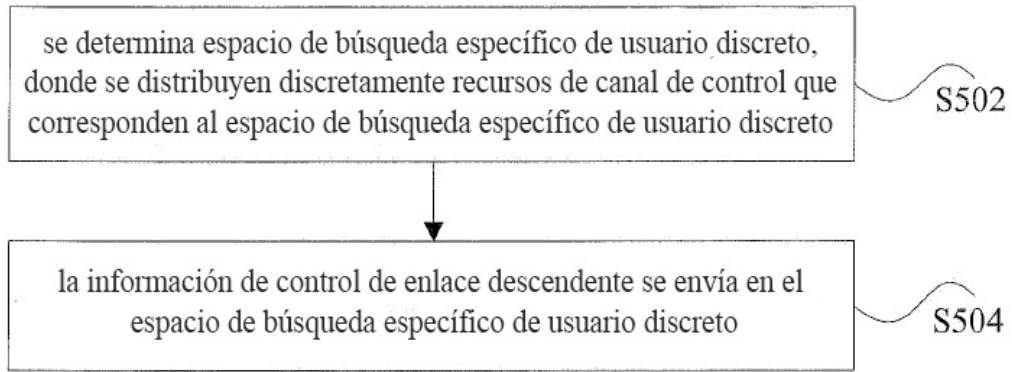 se determina espacio de búsqueda específico de usuario discreto,
donde se distribuyen discretamente recursos de canal de control que
corresponden al espacio de búsqueda específico de usuario discreto
S502
la información de control de enlace descendente se envía en el
espacio de búsqueda específico de usuario discreto
S504